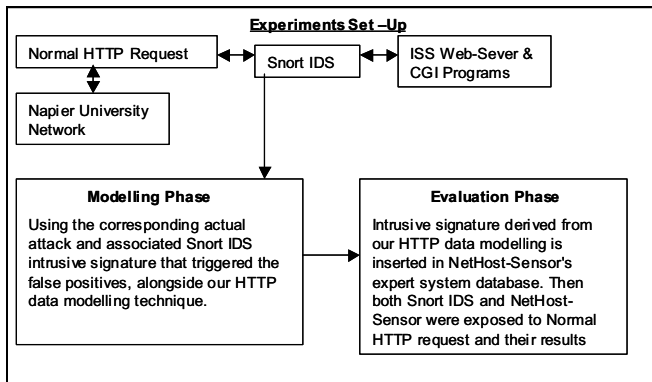 Experiments Set –Up
Normal HTTP Request
Snort IDS
ISS Web-Sever &
CGI Programs
Napier University
Network
Modelling Phase
Using the corresponding actual
attack and associated Snort IDS
intrusive signature that triggered the
false positives, alongside our HTTP
data modelling technique.
Evaluation Phase
Intrusive signature derived from
our HTTP data modelling is
inserted in NetHost-Sensor's
expert system database. Then
both Snort IDS and NetHost-
Sensor were exposed to Normal
HTTP request and their results